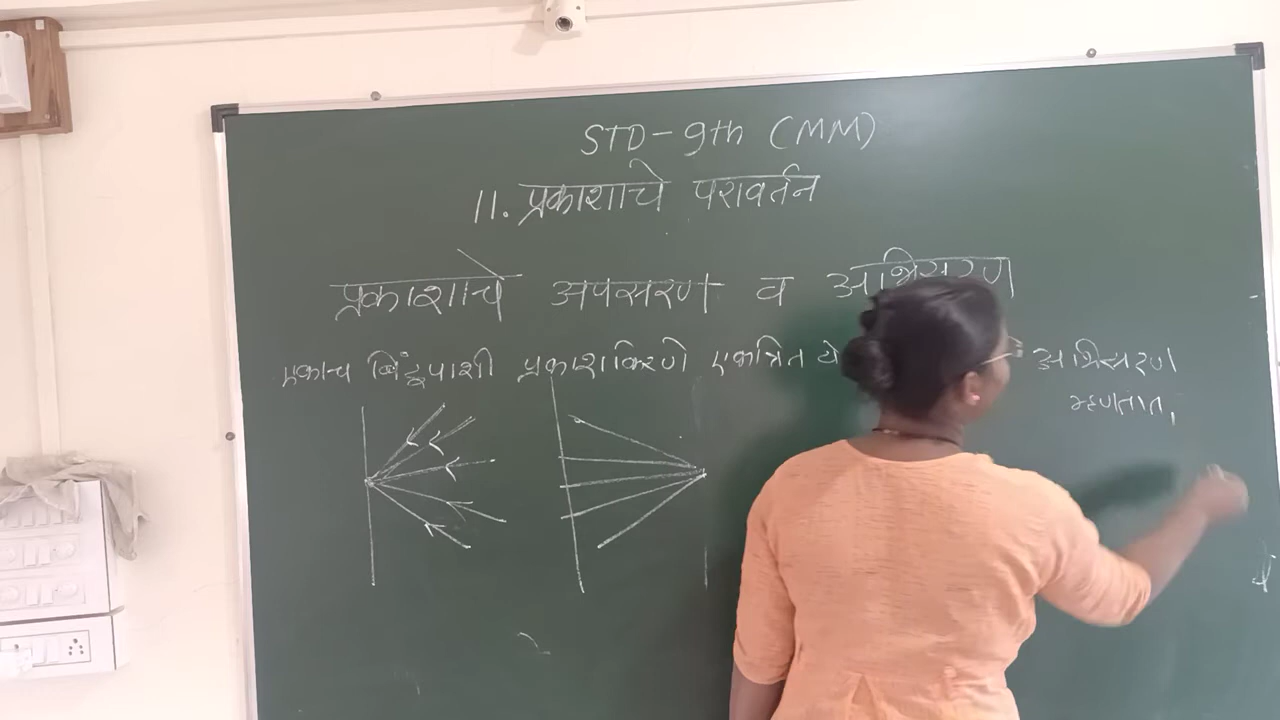 STD-9th (MM)
11. प्रकाशाचे परावर्तन
प्रकाशाचे अपसरण व अभिसरण
एकाच बिंदूपाशी प्रकाशकिरणे एकत्रित ये अभिसरण
म्हणतात.